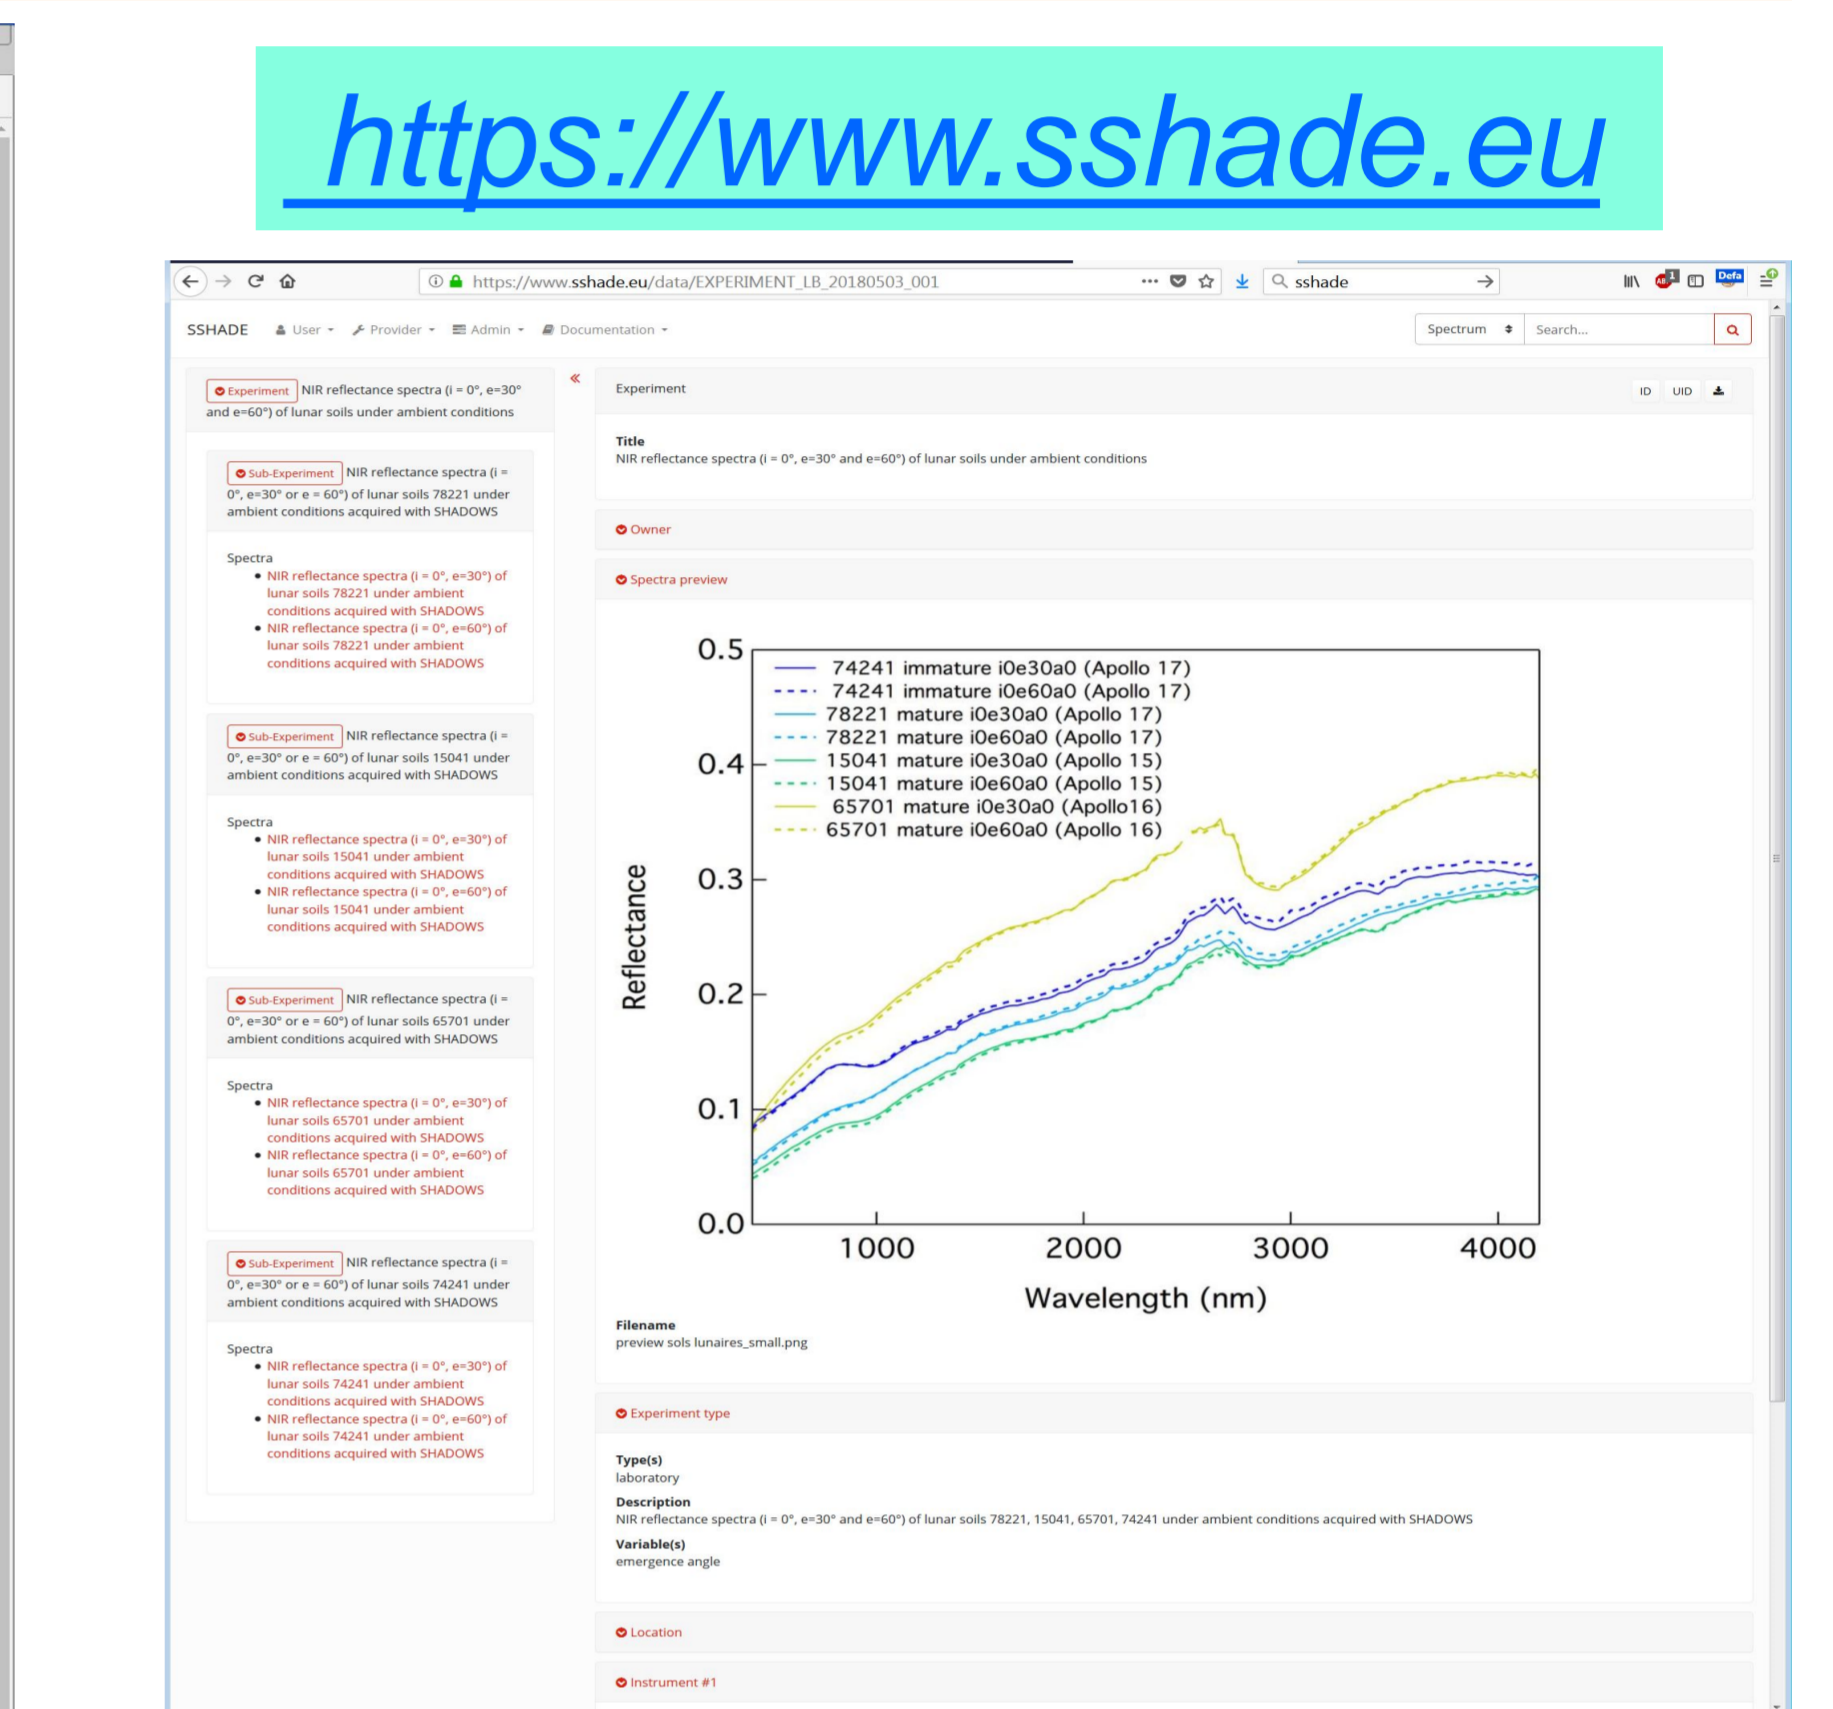 https://www.sshade.eu
https://www.sshade.eu/data/EXPERIMENT_LB_20180503_001
sshade
1
Defa
SSHADE User Provider Admin Documentation
Spectrum Search...
Experiment NIR reflectance spectra (i = 0°, e=30°
and e=60°) of lunar soils under ambient conditions
Sub-Experiment NIR reflectance spectra (i =
0°, e=30° or e = 60°) of lunar soils 78221 under
ambient conditions acquired with SHADOWS
Spectra
NIR reflectance spectra (i = 0°, e=30°) of
lunar soils 78221 under ambient
conditions acquired with SHADOWS
NIR reflectance spectra (i = 0°, e=60°) of
lunar soils 78221 under ambient
conditions acquired with SHADOWS
Sub-Experiment NIR reflectance spectra (i =
0°, e=30° or e = 60°) of lunar soils 15041 under
ambient conditions acquired with SHADOWS
Spectra
NIR reflectance spectra (i = 0°, e=30°) of
lunar soils 15041 under ambient
conditions acquired with SHADOWS
NIR reflectance spectra (i = 0°, e=60°) of
lunar soils 15041 under ambient
conditions acquired with SHADOWS
Sub-Experiment NIR reflectance spectra (i =
0°, e=30° or e = 60°) of lunar soils 65701 under
ambient conditions acquired with SHADOWS
Spectra
NIR reflectance spectra (i = 0°, e=30°) of
lunar soils 65701 under ambient
conditions acquired with SHADOWS
NIR reflectance spectra (i = 0°, e=60°) of
lunar soils 65701 under ambient
conditions acquired with SHADOWS
Sub-Experiment NIR reflectance spectra (i =
0°, e=30° or e = 60°) of lunar soils 74241 under
ambient conditions acquired with SHADOWS
Spectra
NIR reflectance spectra (i = 0°, e=30°) of
lunar soils 74241 under ambient
conditions acquired with SHADOWS
NIR reflectance spectra (i = 0°, e=60°) of
lunar soils 74241 under ambient
conditions acquired with SHADOWS
Experiment
ID UID
Title
NIR reflectance spectra (i = 0°, e=30° and e=60°) of lunar soils under ambient conditions
Owner
Spectra preview
74241 immature i0e30a0 (Apollo 17)
74241 immature i0e60a0 (Apollo 17)
78221 mature i0e30a0 (Apollo 17)
78221 mature i0e60a0 (Apollo 17)
15041 mature i0e30a0 (Apollo 15)
15041 mature i0e60a0 (Apollo 15)
65701 mature i0e30a0 (Apollo16)
65701 mature i0e60a0 (Apollo 16)
0.5
0.4
0.3
0.2
0.1
0.0
Reflectance
1000 2000 3000 4000
Wavelength (nm)
Filename
preview sols lunaires_small.png
Experiment type
Type(s)
laboratory
Description
NIR reflectance spectra (i = 0°, e=30° and e=60°) of lunar soils 78221, 15041, 65701, 74241 under ambient conditions acquired with SHADOWS
Variable(s)
emergence angle
Location
Instrument #1